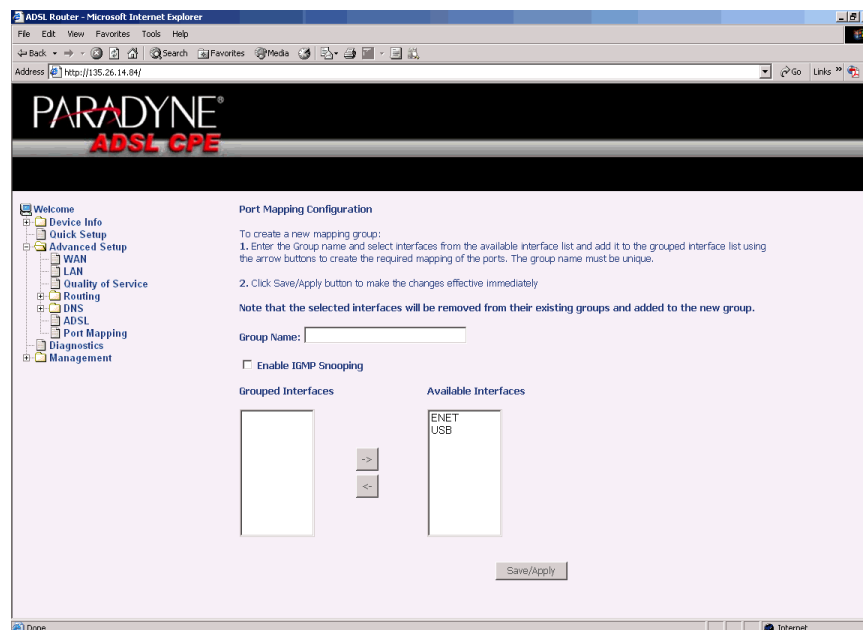 ADSL Router - Microsoft Internet Explorer
File Edit View Favorites Tools Help
Back Search Favorites Media
Address http://135.26.14.84/ Go Links »
PARADYNE®
ADSL CPE
Welcome
Device Info
Quick Setup
Advanced Setup
WAN
LAN
Quality of Service
Routing
DNS
ADSL
Port Mapping
Diagnostics
Management
Port Mapping Configuration
To create a new mapping group:
1. Enter the Group name and select interfaces from the available interface list and add it to the grouped interface list using
the arrow buttons to create the required mapping of the ports. The group name must be unique.
2. Click Save/Apply button to make the changes effective immediately
Note that the selected interfaces will be removed from their existing groups and added to the new group.
Group Name:
Enable IGMP Snooping
Grouped Interfaces Available Interfaces
ENET
USB
->
<-
Save/Apply
Done Internet